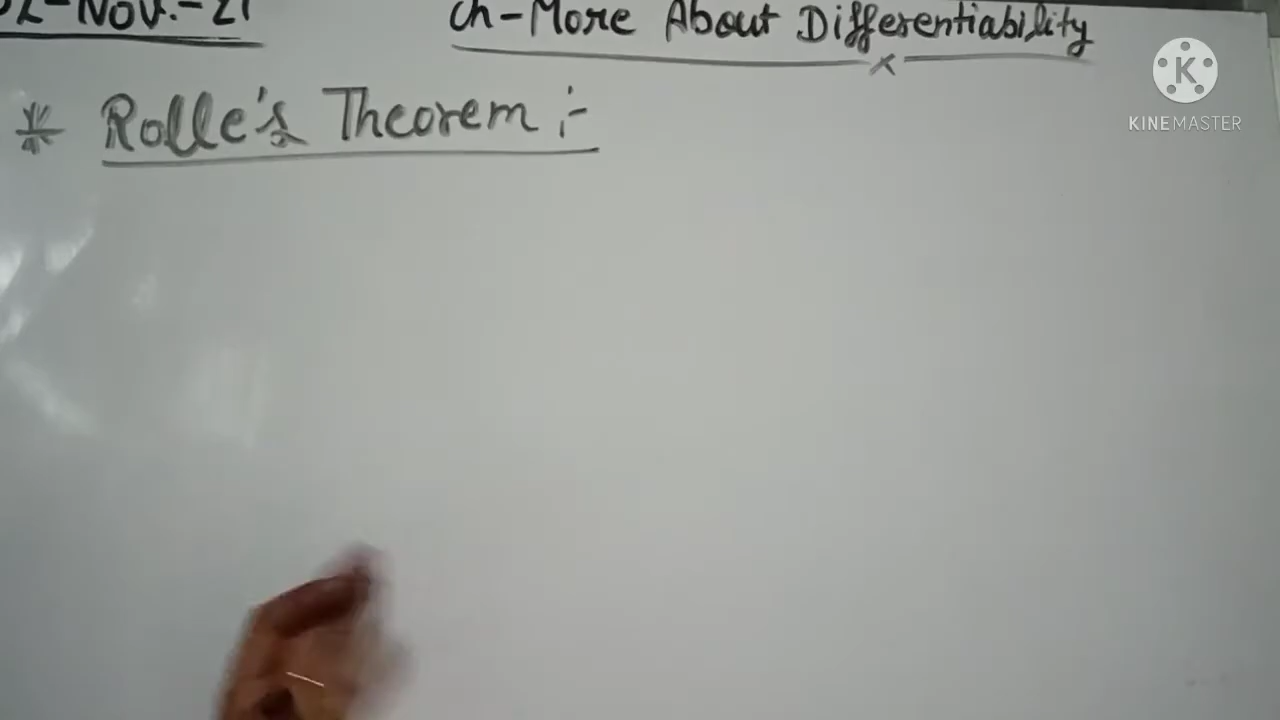 Nov.-21
Ch-More About Differentiability
* Rolle's Theorem :-
K
KINEMASTER